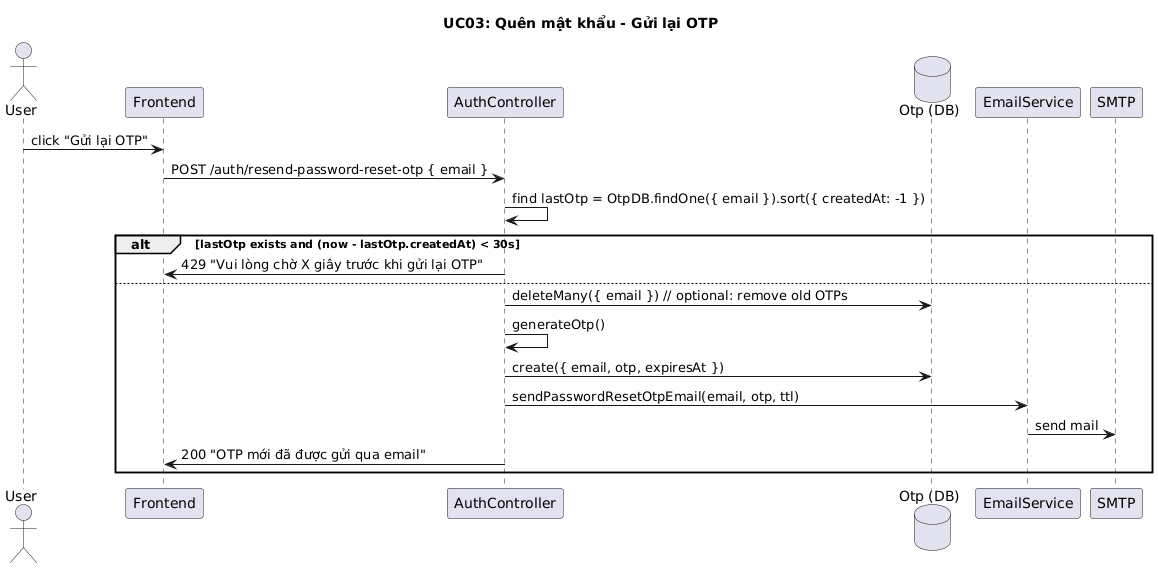 UC03: Quên mật khẩu - Gửi lại OTP
User
Frontend
AuthController
Otp (DB)
EmailService
SMTP
click "Gửi lại OTP"
POST /auth/resend-password-reset-otp { email }
find lastOtp = OtpDB.findOne({ email }).sort({ createdAt: -1 })
alt
[lastOtp exists and (now - lastOtp.createdAt) < 30s]
429 "Vui lòng chờ X giây trước khi gửi lại OTP"
deleteMany({ email }) // optional: remove old OTPs
generateOtp()
create({ email, otp, expiresAt })
sendPasswordResetOtpEmail(email, otp, ttl)
send mail
200 "OTP mới đã được gửi qua email"
User
Frontend
AuthController
Otp (DB)
EmailService
SMTP